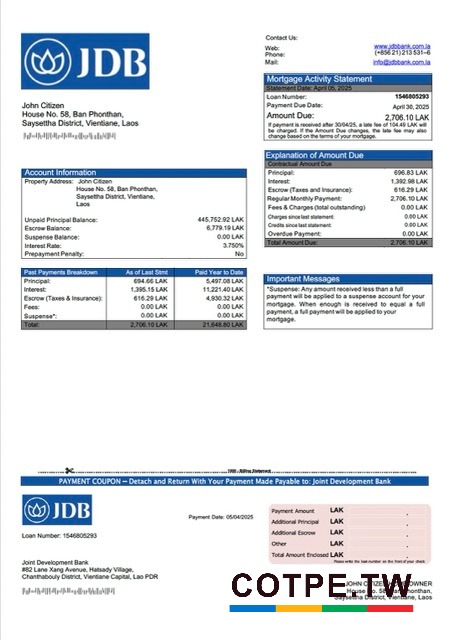 JDB
Contact Us:
Web: www.jdbbank.com.la
Phone: (+856 21) 213 531–6
Mail: info@jdbbank.com.la
Mortgage Activity Statement
Statement Date: April 05, 2025
Loan Number: 1546805293
Payment Due Date: April 30, 2025
Amount Due: 2,706.10 LAK
If payment is received after 30/04/25, a late fee of 104.49 LAK will
be charged. If the Amount Due changes, the late fee may also
change based on the terms of your mortgage.
John Citizen
House No. 58, Ban Phonthan,
Saysettha District, Vientiane, Laos
Explanation of Amount Due
Contractual Amount Due
Principal: 696.83 LAK
Interest: 1,392.98 LAK
Escrow (Taxes and Insurance): 616.29 LAK
Regular Monthly Payment: 2,706.10 LAK
Fees & Charges (total outstanding) 0.00 LAK
Charges since last statement: 0.00 LAK
Credits since last statement: 0.00 LAK
Overdue Payment: 0.00 LAK
Total Amount Due: 2,706.10 LAK
Account Information
Property Address: John Citizen
House No. 58, Ban Phonthan,
Saysettha District, Vientiane,
Laos
Unpaid Principal Balance: 445,752.92 LAK
Escrow Balance: 6,779.19 LAK
Suspense Balance: 0.00 LAK
Interest Rate: 3.750%
Prepayment Penalty: No
Past Payments Breakdown As of Last Stmt Paid Year to Date
Principal: 694.66 LAK 5,497.08 LAK
Interest: 1,395.15 LAK 11,221.40 LAK
Escrow (Taxes & Insurance): 616.29 LAK 4,930.32 LAK
Fees: 0.00 LAK 0.00 LAK
Suspense*: 0.00 LAK 0.00 LAK
Total: 2,706.10 LAK 21,648.80 LAK
Important Messages
*Suspense: Any amount received less than a full
payment will be applied to a suspense account for your
mortgage. When enough is received to equal a full
payment, a full payment will be applied to your
mortgage.
PAYMENT COUPON – Detach and Return With Your Payment Made Payable to: Joint Development Bank
JDB
Payment Date: 05/04/2025
Loan Number: 1546805293
Payment Amount LAK
Additional Principal LAK
Additional Escrow LAK
Other LAK
Total Amount Enclosed LAK
Please write the loan number on the front of your check
Joint Development Bank
#82 Lane Xang Avenue, Hatsady Village,
Chanthabouly District, Vientiane Capital, Lao PDR
COTPE.TW